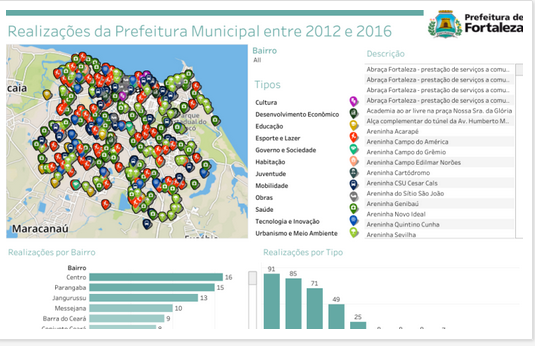 Realizações da Prefeitura Municipal entre 2012 e 2016
Prefeitura de
Fortaleza
caia
Maracanaú
Bairro
All
Tipos
Cultura
Desenvolvimento Econômico
Educação
Esporte e Lazer
Governo e Sociedade
Habitação
Juventude
Mobilidade
Obras
Saúde
Tecnologia e Inovação
Urbanismo e Meio Ambiente
Descrição
Abraça Fortaleza - prestação de serviços a comu..
Abraça Fortaleza - prestação de serviços a comu..
Abraça Fortaleza - prestação de serviços a comu..
Abraça Fortaleza - prestação de serviços a comu..
Academia ao ar livre na praça Nossa Sra. da Glória
Alça complementar do túnel da Av. Humberto M..
Areninha Acarapé
Areninha Campo do América
Areninha Campo do Grêmio
Areninha Campo Edilmar Norões
Areninha Cartódromo
Areninha CSU Cesar Cals
Areninha do Sítio São João
Areninha Genibaú
Areninha Novo Ideal
Areninha Quintino Cunha
Areninha Sevilha
Realizações por Bairro
Bairro
Centro 16
Parangaba 15
Jangurussu 13
Messejana 10
Barra do Ceará 9
Conjunto Ceará 8
Realizações por Tipo
91
85
71
49
25